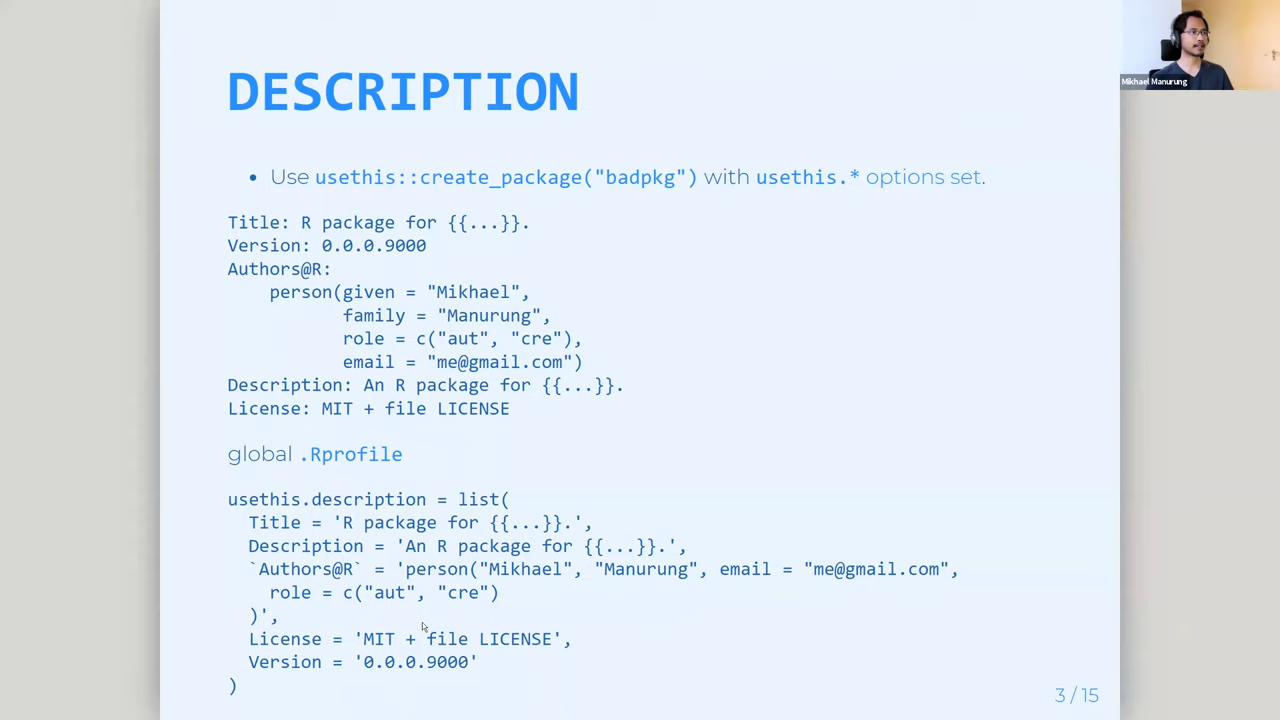 DESCRIPTION
Mikhael Manurung
• Use usethis::create_package("badpkg") with usethis.* options set.
Title: R package for {{...}}.
Version: 0.0.0.9000
Authors@R:
    person(given = "Mikhael",
           family = "Manurung",
           role = c("aut", "cre"),
           email = "me@gmail.com")
Description: An R package for {{...}}.
License: MIT + file LICENSE
global .Rprofile
usethis.description = list(
  Title = 'R package for {{...}}.',
  Description = 'An R package for {{...}}.',
  `Authors@R` = 'person("Mikhael", "Manurung", email = "me@gmail.com",
    role = c("aut", "cre")
  )',
  License = 'MIT + file LICENSE',
  Version = '0.0.0.9000'
)
3 / 15